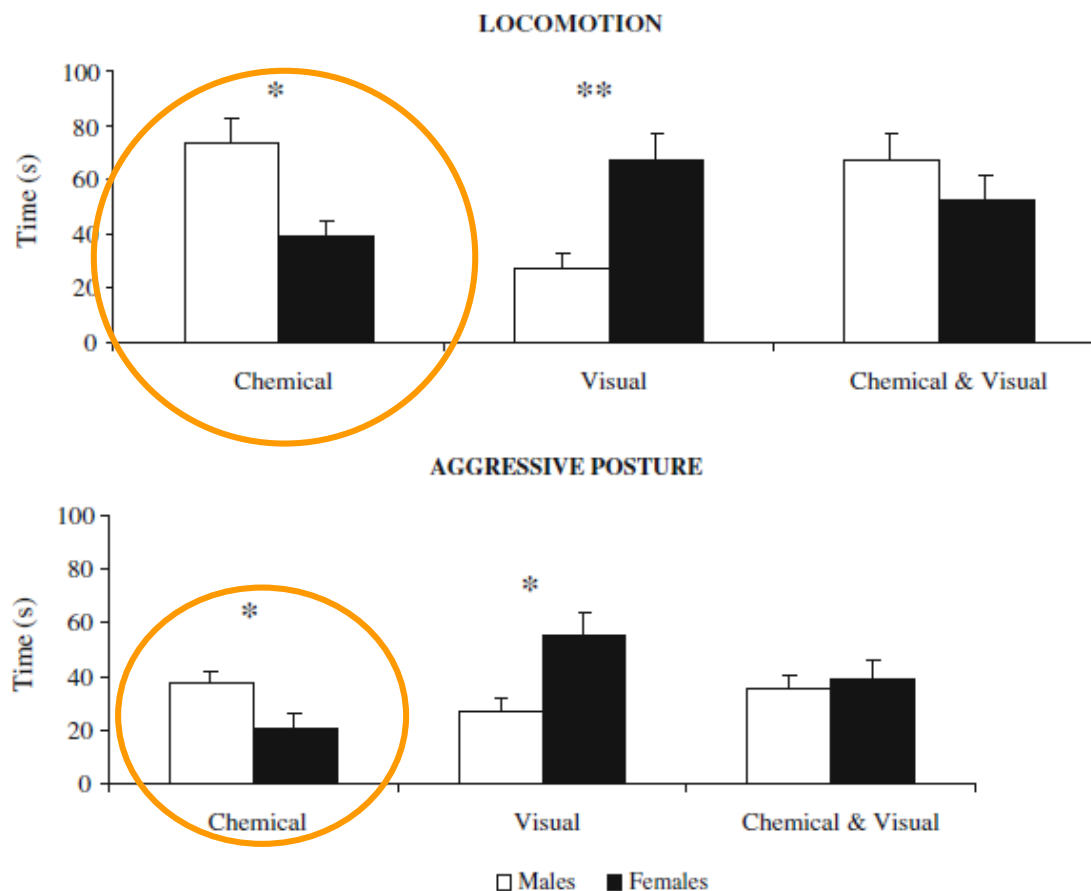 LOCOMOTION
100
80
60
40
20
0
Time (s)
*
**
Chemical
Visual
Chemical & Visual
AGGRESSIVE POSTURE
100
80
60
40
20
0
Time (s)
*
*
Chemical
Visual
Chemical & Visual
Males
Females